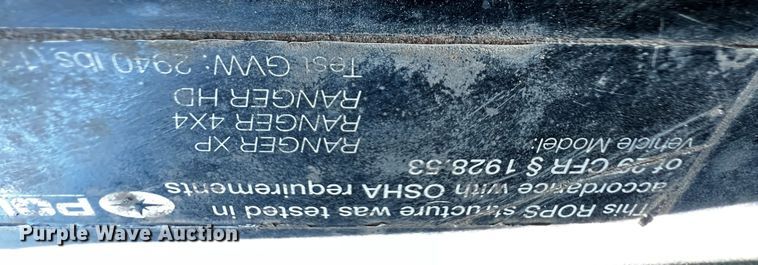 This ROPS structure was tested in
accordance with OSHA requirements
of 29 CFR § 1928.53
Vehicle Model:
RANGER XP
RANGER 4X4
RANGER HD
Test GVW: 2940 lbs
Purple Wave Auction